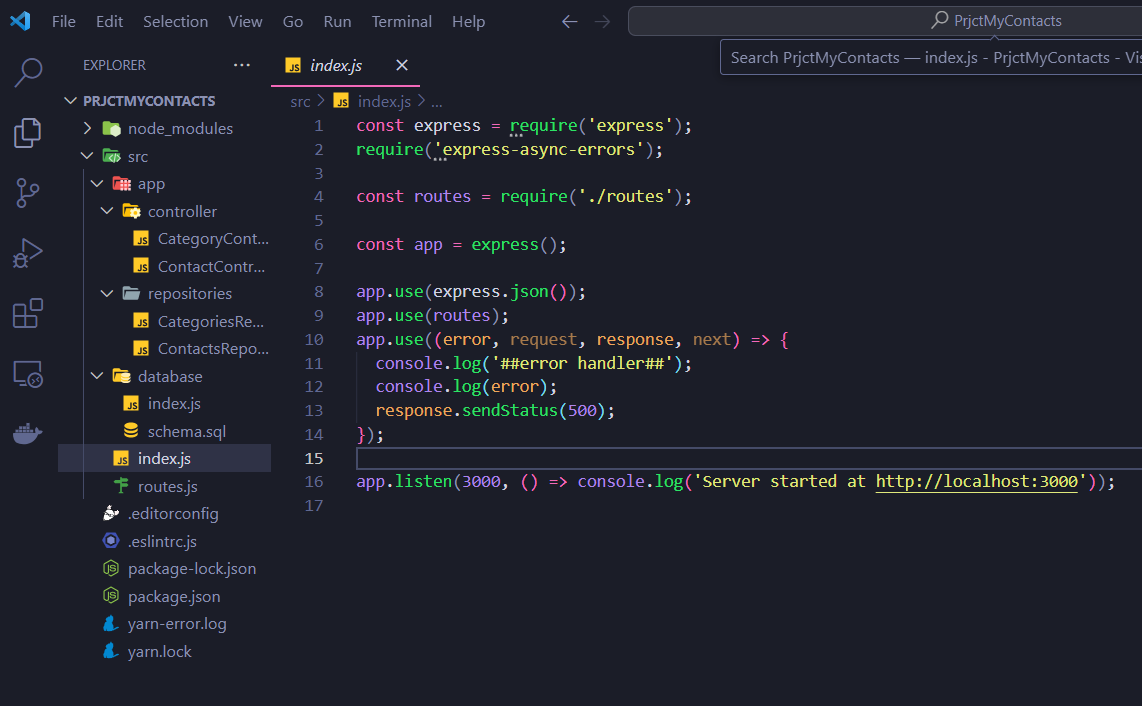 File Edit Selection View Go Run Terminal Help
PrjctMyContacts
Search PrjctMyContacts — index.js - PrjctMyContacts - Vis
EXPLORER
PRJCTMYCONTACTS
node_modules
src
app
controller
CategoryCont...
ContactContr...
repositories
CategoriesRe...
ContactsRepo...
database
index.js
schema.sql
index.js
routes.js
.editorconfig
.eslintrc.js
package-lock.json
package.json
yarn-error.log
yarn.lock
index.js
src > index.js > ...
1 const express = require('express');
2 require('express-async-errors');
3
4 const routes = require('./routes');
5
6 const app = express();
7
8 app.use(express.json());
9 app.use(routes);
10 app.use((error, request, response, next) => {
11 console.log('##error handler##');
12 console.log(error);
13 response.sendStatus(500);
14 });
15
16 app.listen(3000, () => console.log('Server started at http://localhost:3000'));
17